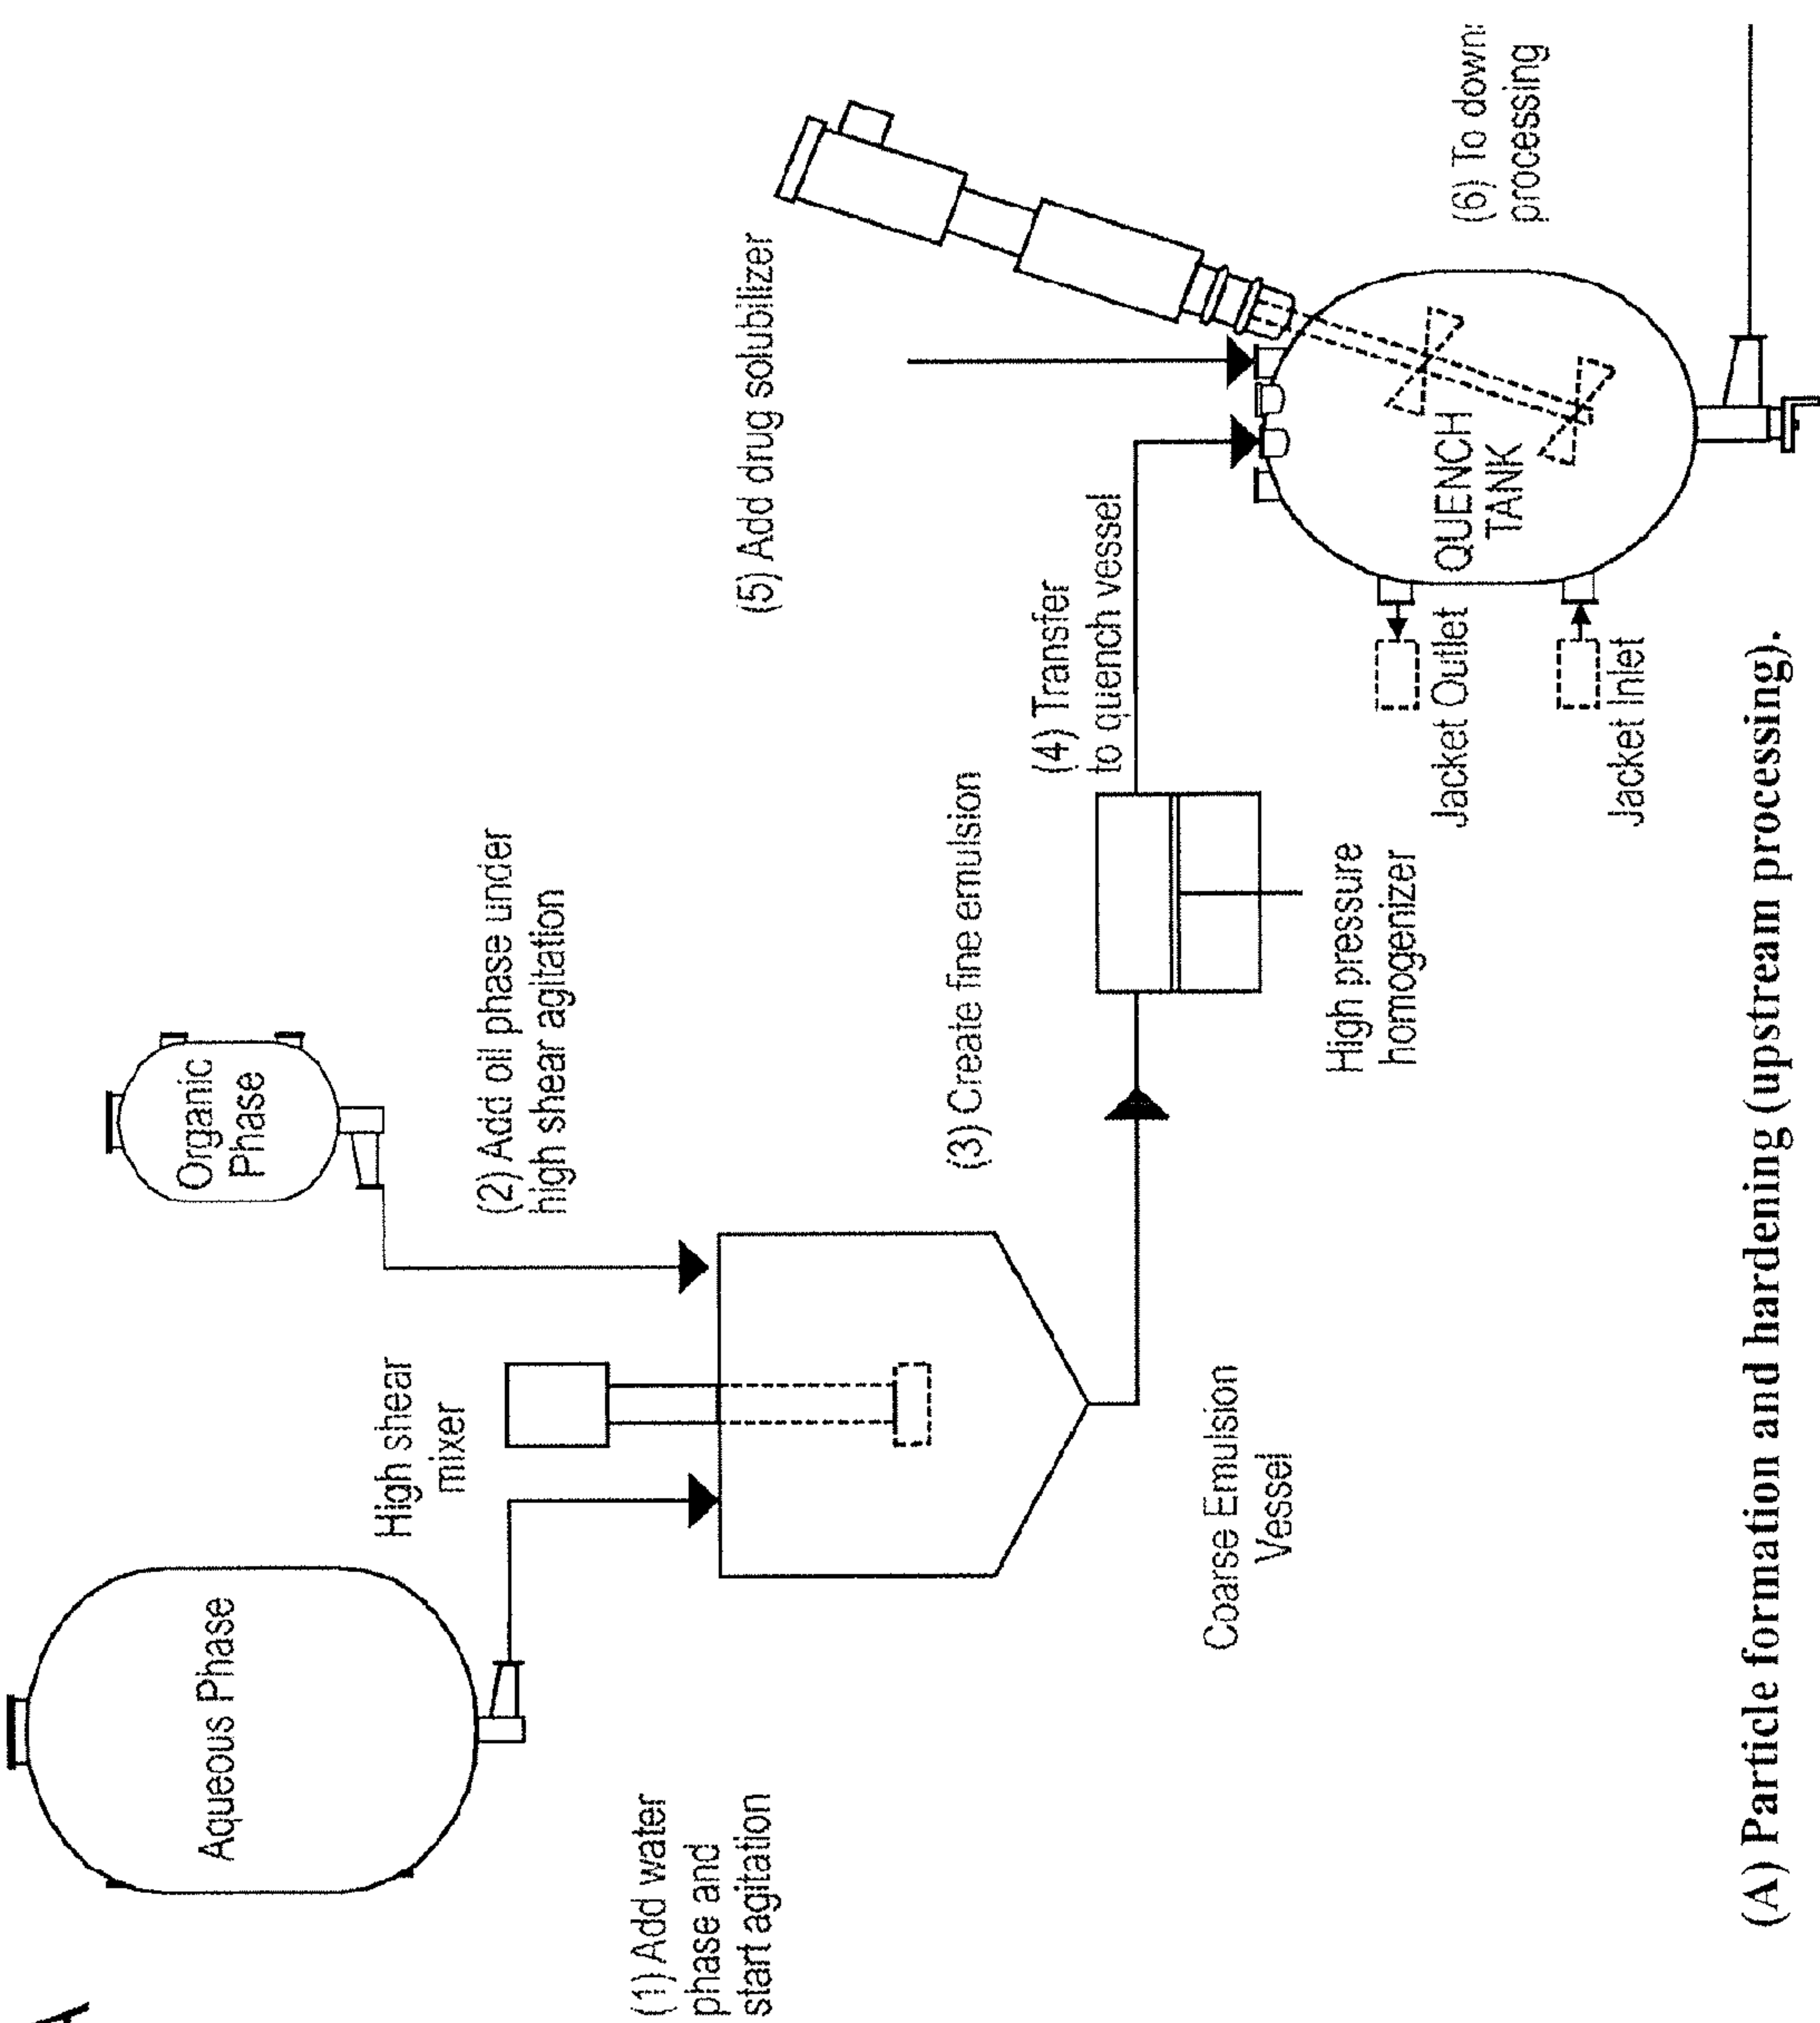 Aqueous Phase
High shear
mixer
Organic
Phase
(1) Add water
phase and
start agitation
(2) Add oil phase under
high shear agitation
Coarse Emulsion
Vessel
(3) Create fine emulsion
High pressure
homogenizer
(4) Transfer
to quench vessel
(5) Add drug solubilizer
Jacket Outlet
Jacket Inlet
QUENCH
TANK
(6) To down
processing
(A) Particle formation and hardening (upstream processing).